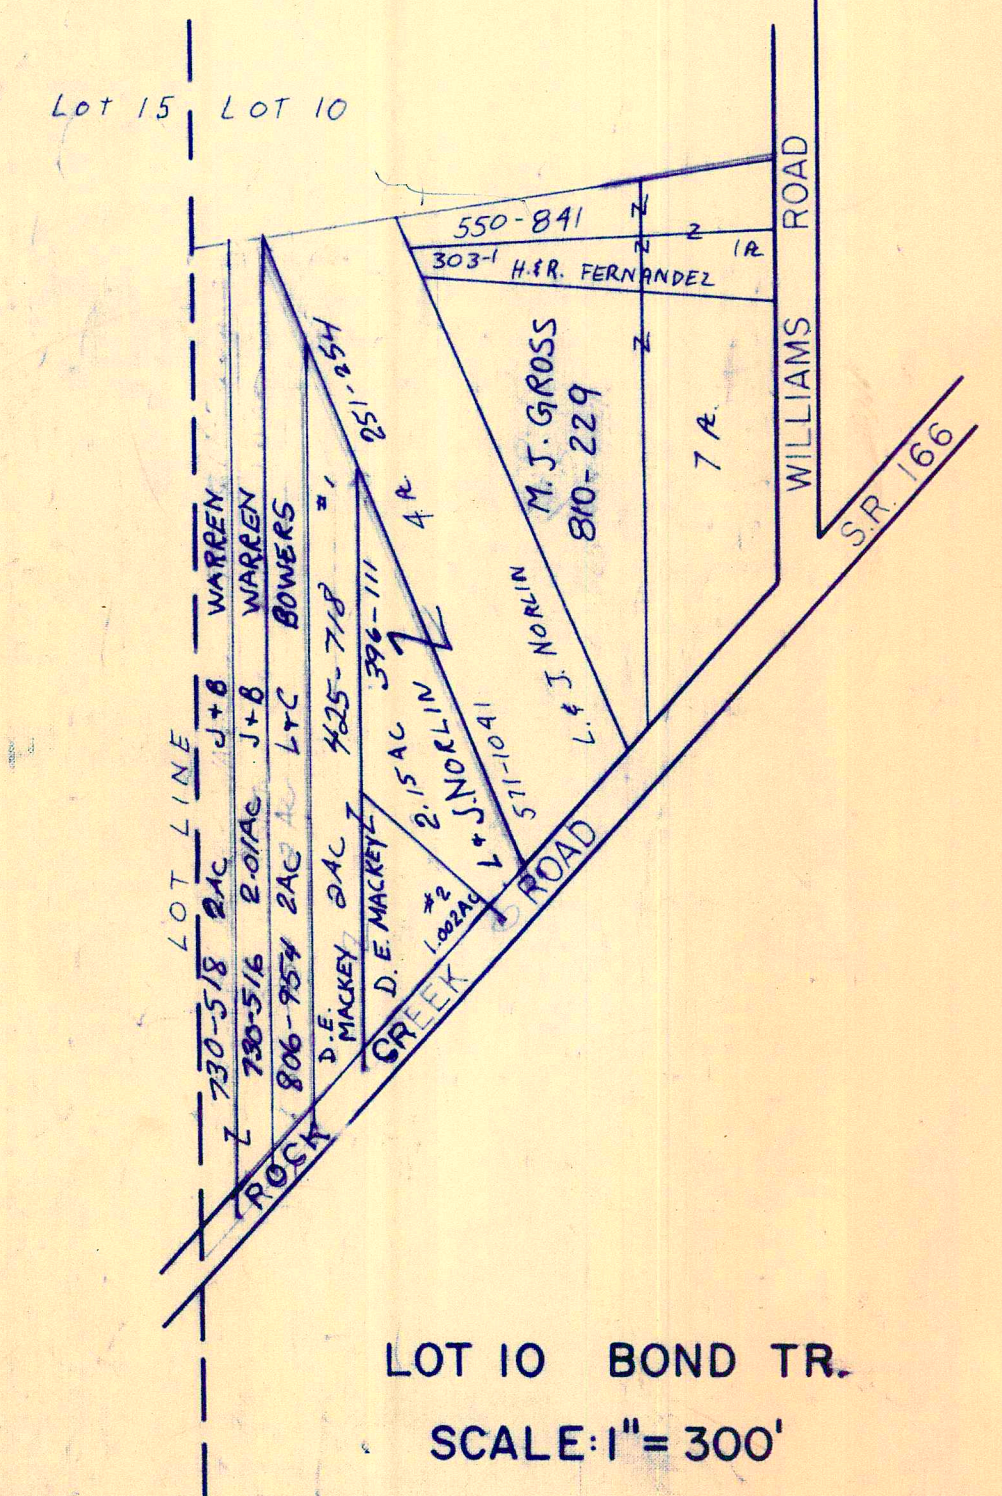 LOT 15 LOT 10
550-841
303-1 H.&R. FERNANDEZ
WILLIAMS ROAD
S.R. 166
M. J. GROSS
810-229
L. & J. NORLIN
571-1041
251-254
396-111
2.15 AC
L & J. NORLIN
D. E. MACKEY
#2
1.002AC
D.E.
MACKEY 2AC 425-718 #1
806-954 2AC L+C BOWERS
730-516 2.01AC J+B WARREN
730-518 2AC J+B WARREN
LOT LINE
ROCK CREEK ROAD
LOT 10 BOND TR.
SCALE: 1"= 300'